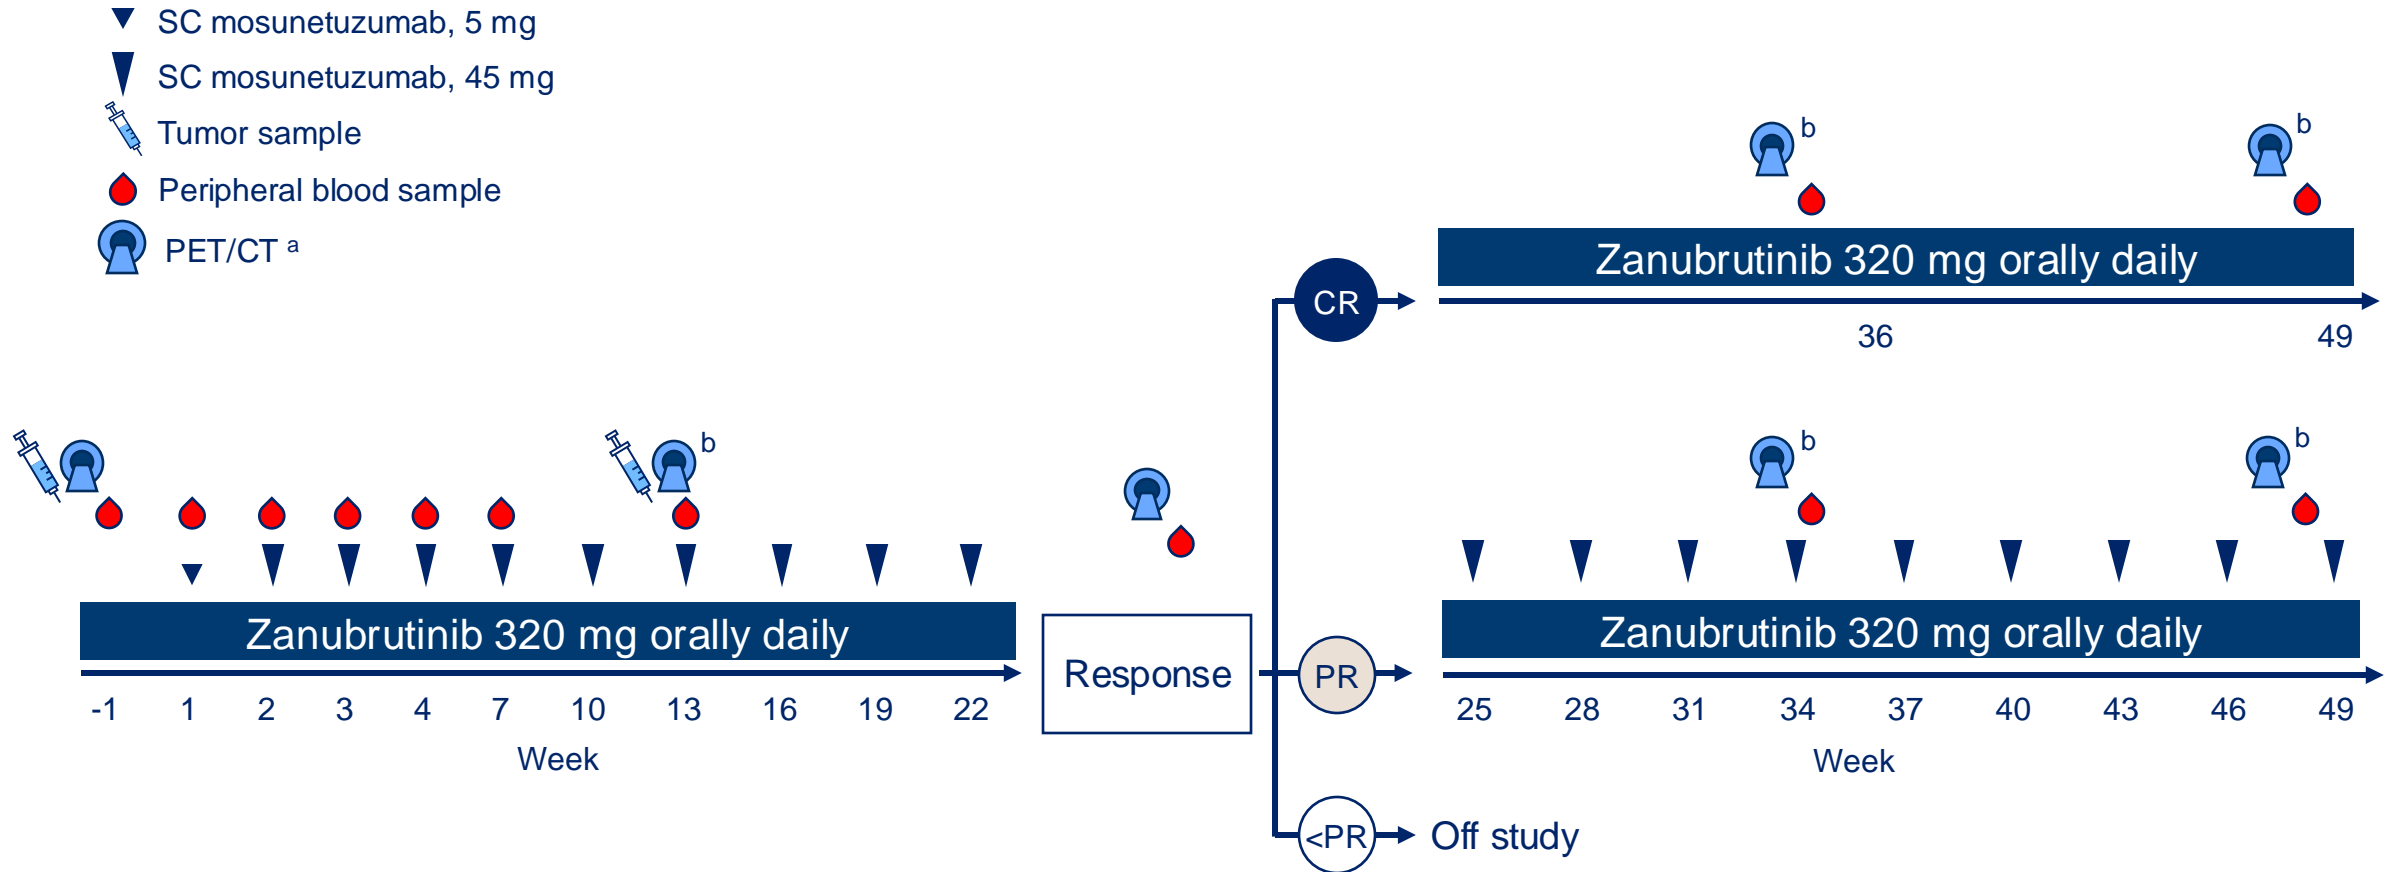 SC mosunetuzumab, 5 mg
SC mosunetuzumab, 45 mg
Tumor sample
Peripheral blood sample
PET/CT a
b
b
Zanubrutinib 320 mg orally daily
CR
36 49
b
b
b
Zanubrutinib 320 mg orally daily
Zanubrutinib 320 mg orally daily
Response
PR
-1 1 2 3 4 7 10 13 16 19 22
25 28 31 34 37 40 43 46 49
Week
Week
<PR
Off study